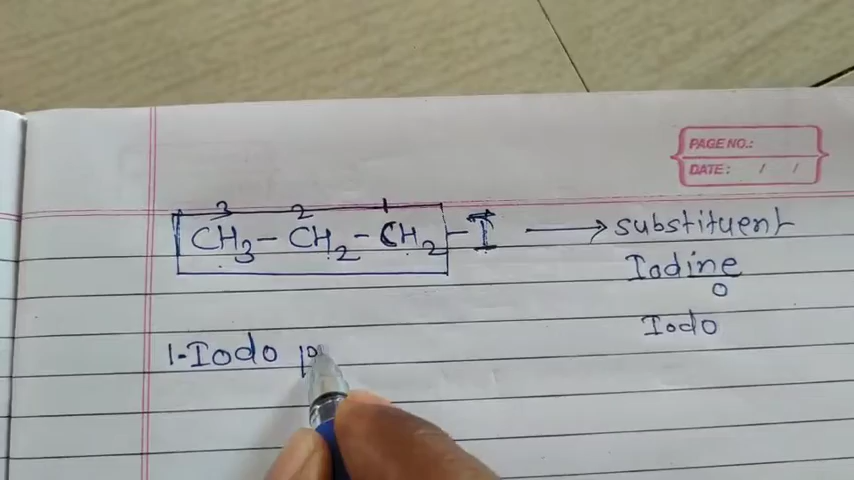 PAGE NO.:
DATE: / /
3 2 1
CH3 – CH2 – CH2 – I → substituent
Iodine
o
Iodo
1-Iodo p